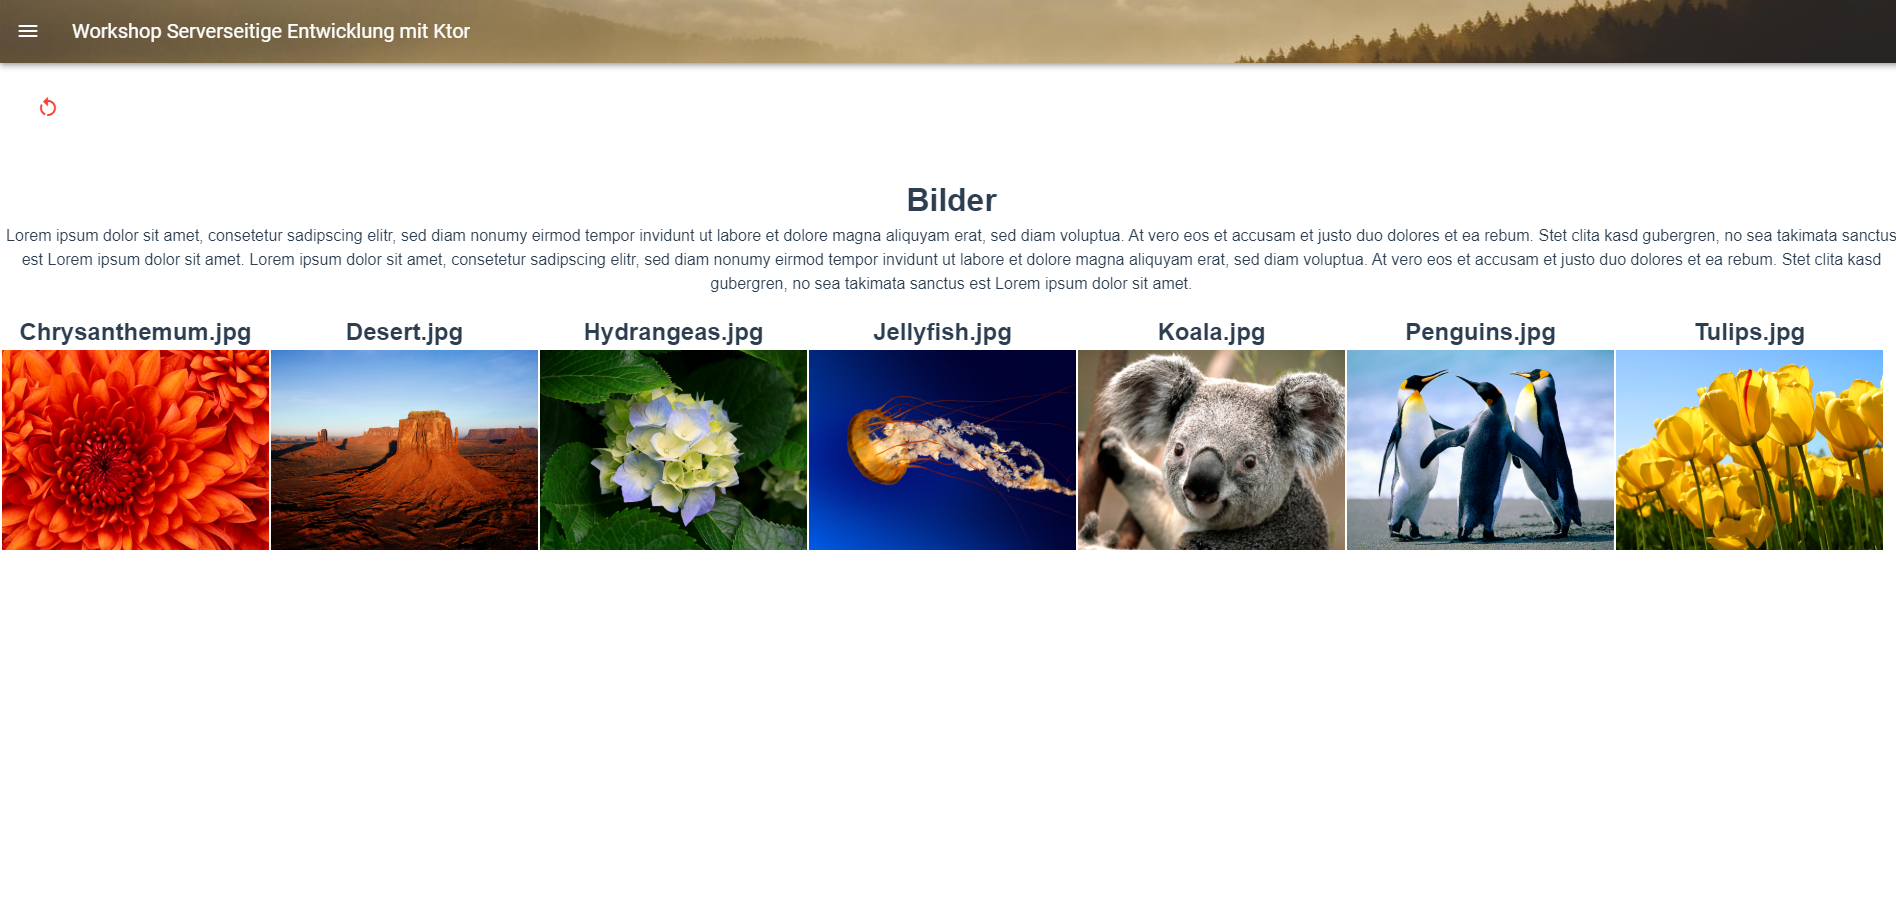 Workshop Serverseitige Entwicklung mit Ktor
Bilder
Lorem ipsum dolor sit amet, consetetur sadipscing elitr, sed diam nonumy eirmod tempor invidunt ut labore et dolore magna aliquyam erat, sed diam voluptua. At vero eos et accusam et justo duo dolores et ea rebum. Stet clita kasd gubergren, no sea takimata sanctus
est Lorem ipsum dolor sit amet. Lorem ipsum dolor sit amet, consetetur sadipscing elitr, sed diam nonumy eirmod tempor invidunt ut labore et dolore magna aliquyam erat, sed diam voluptua. At vero eos et accusam et justo duo dolores et ea rebum. Stet clita kasd
gubergren, no sea takimata sanctus est Lorem ipsum dolor sit amet.
Chrysanthemum.jpg
Desert.jpg
Hydrangeas.jpg
Jellyfish.jpg
Koala.jpg
Penguins.jpg
Tulips.jpg